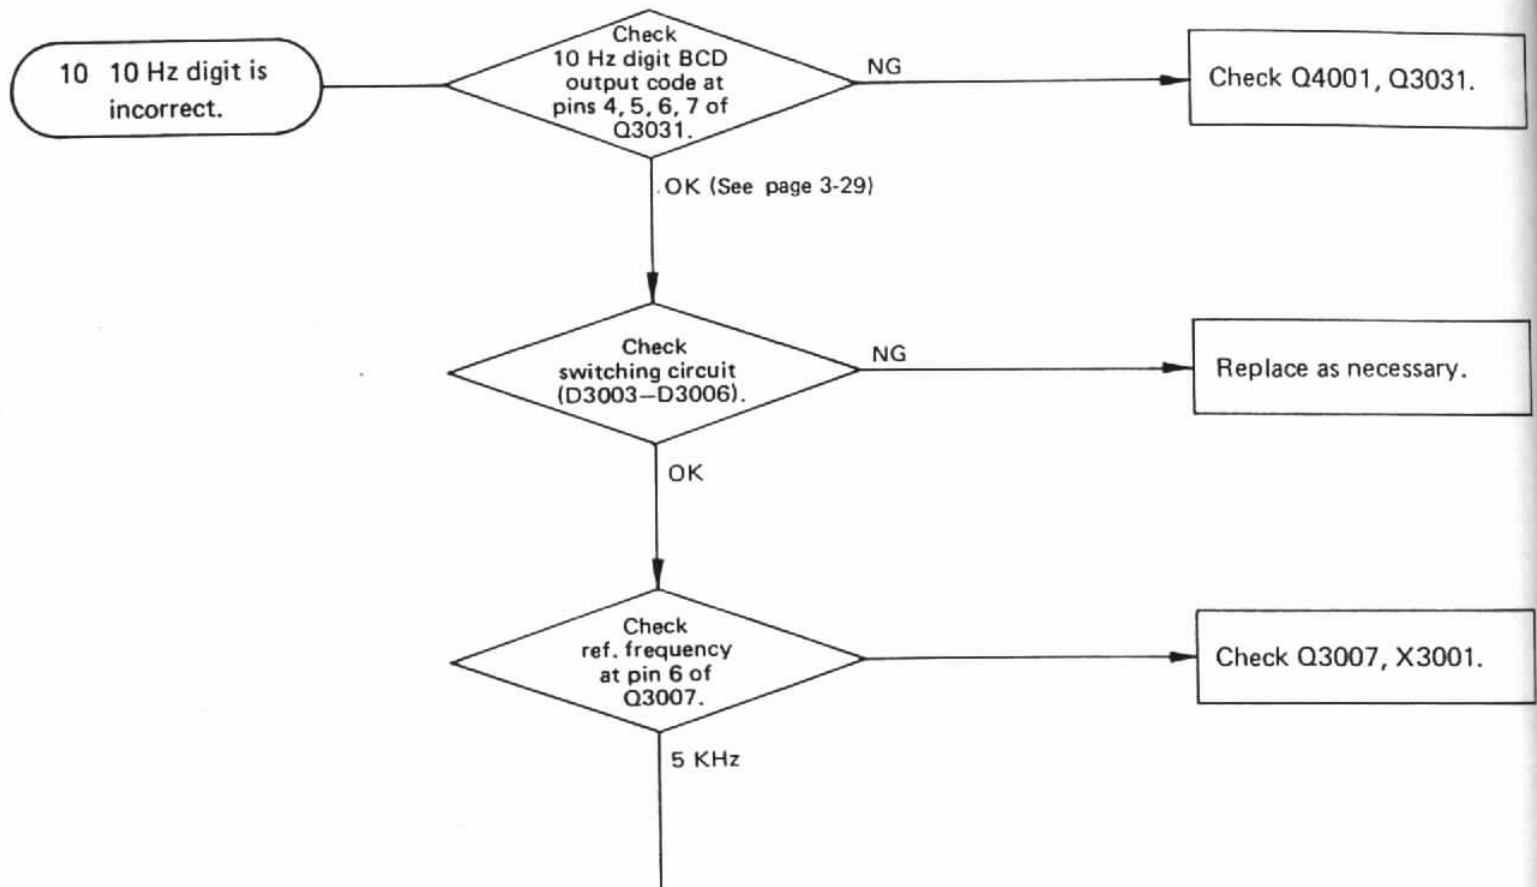 10 10 Hz digit is
incorrect.
Check
10 Hz digit BCD
output code at
pins 4, 5, 6, 7 of
Q3031.
NG
Check Q4001, Q3031.
OK (See page 3-29)
Check
switching circuit
(D3003—D3006).
NG
Replace as necessary.
OK
Check
ref. frequency
at pin 6 of
Q3007.
Check Q3007, X3001.
5 KHz